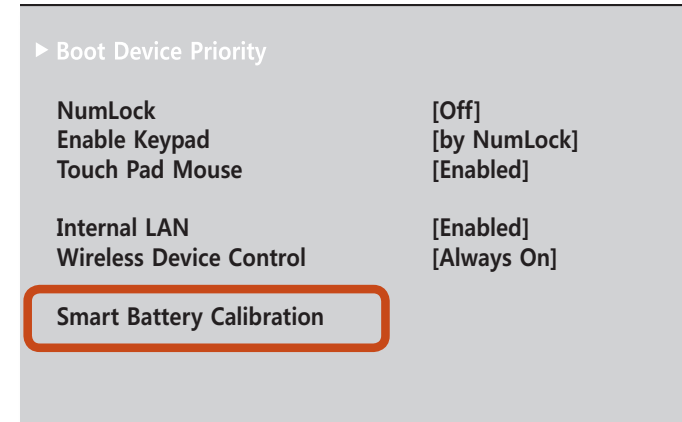 ▶ Boot Device Priority
NumLock [Off]
Enable Keypad [by NumLock]
Touch Pad Mouse [Enabled]
Internal LAN [Enabled]
Wireless Device Control [Always On]
Smart Battery Calibration